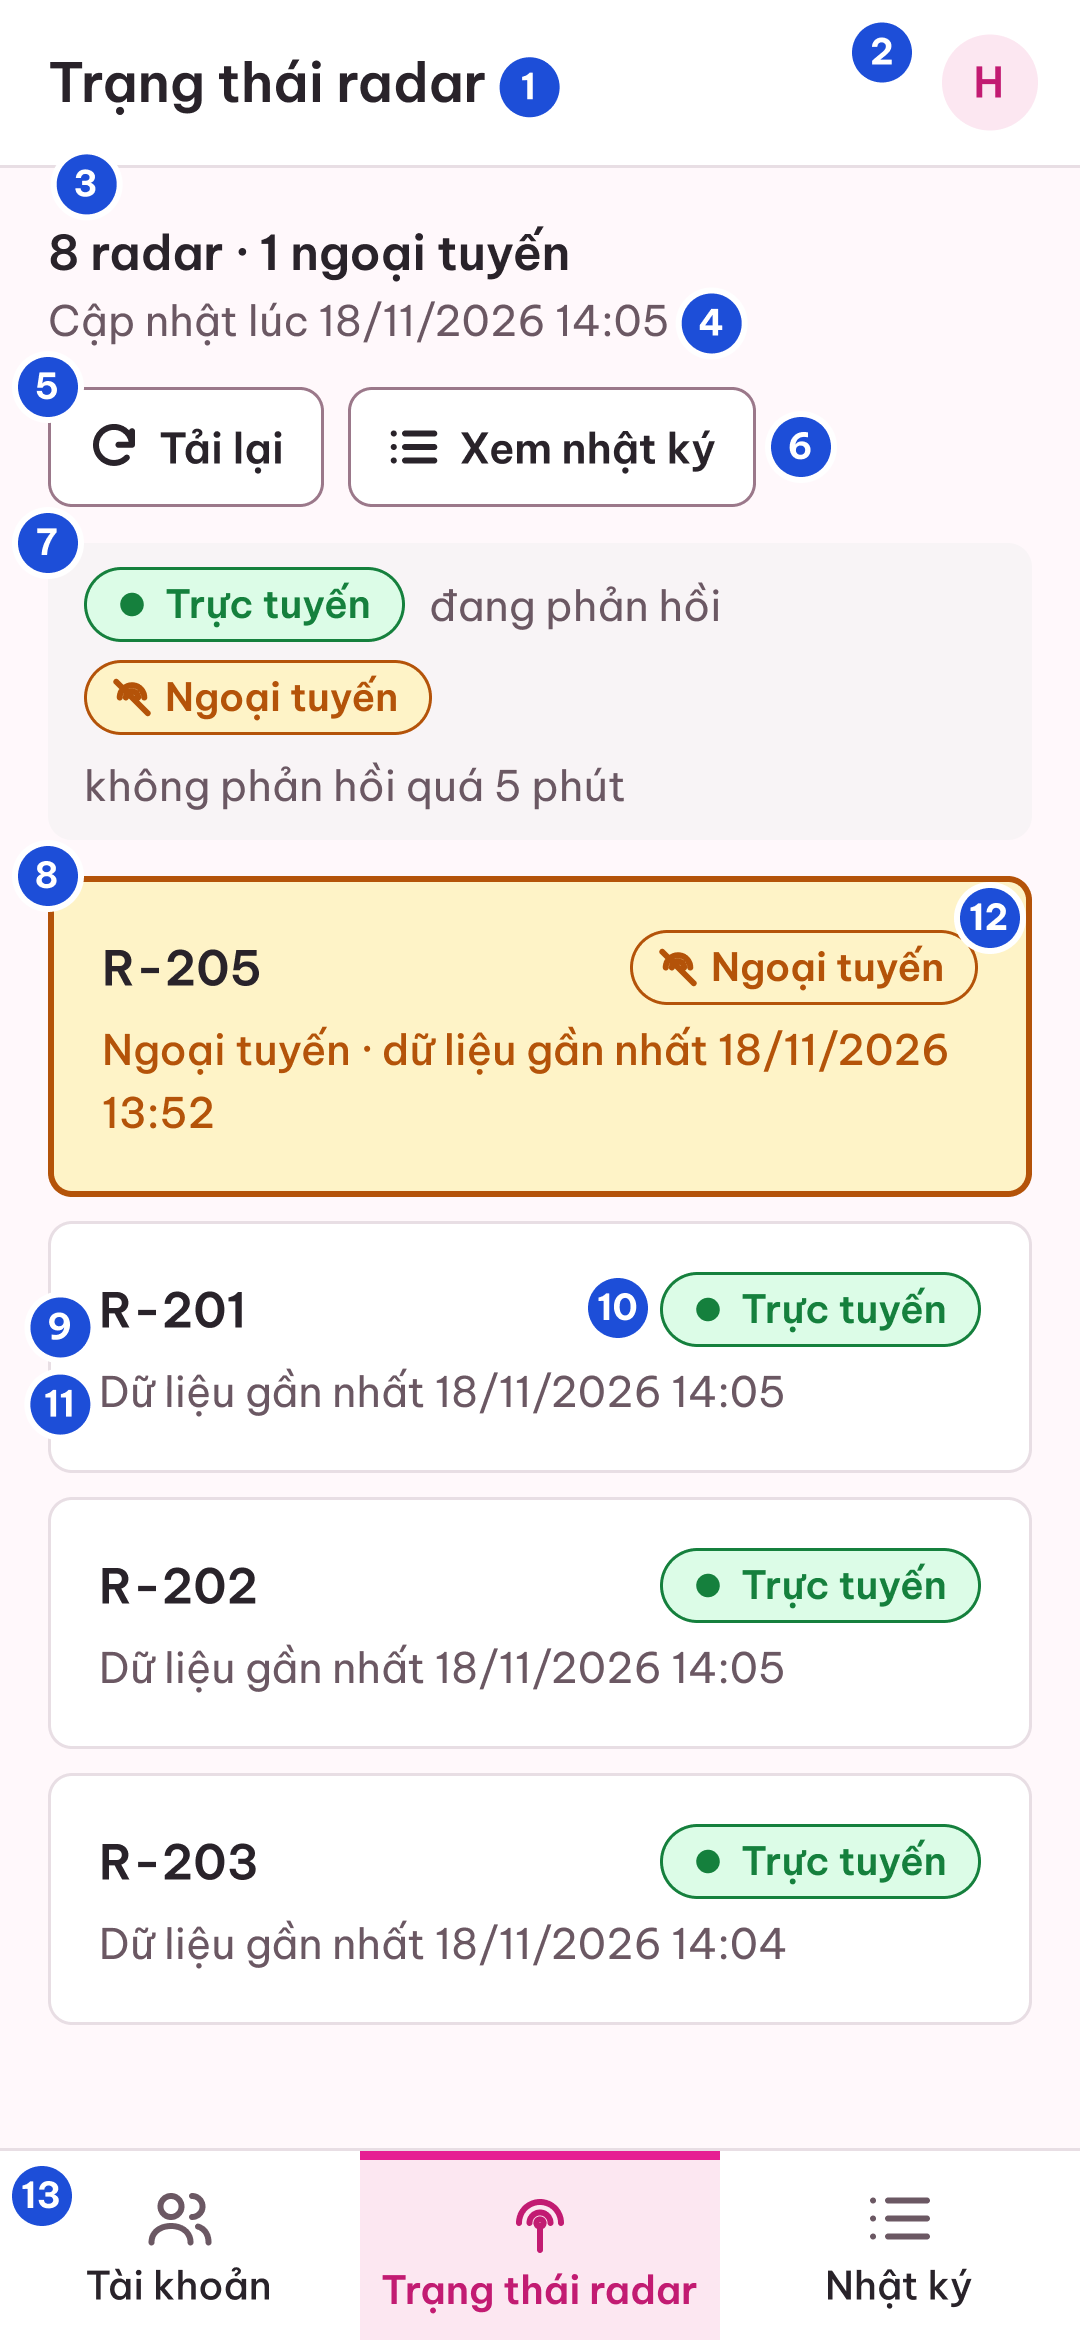 Trạng thái radar 1
2
H
3
8 radar · 1 ngoại tuyến
Cập nhật lúc 18/11/2026 14:05 4
5
Tải lại
Xem nhật ký
6
7
Trực tuyến đang phản hồi
Ngoại tuyến
không phản hồi quá 5 phút
8
12
R-205
Ngoại tuyến
Ngoại tuyến · dữ liệu gần nhất 18/11/2026
13:52
9
R-201
10
Trực tuyến
11
Dữ liệu gần nhất 18/11/2026 14:05
R-202
Trực tuyến
Dữ liệu gần nhất 18/11/2026 14:05
R-203
Trực tuyến
Dữ liệu gần nhất 18/11/2026 14:04
13
Tài khoản
Trạng thái radar
Nhật ký